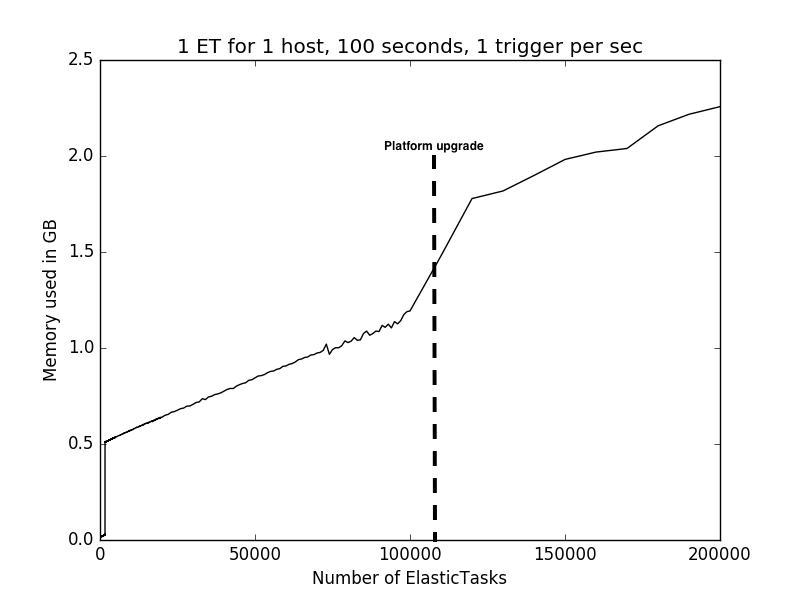 1 ET for 1 host, 100 seconds, 1 trigger per sec
2.5
Platform upgrade
2.0
1.5
1.0
0.5
0.0
Memory used in GB
0 50000 100000 150000 200000
Number of ElasticTasks